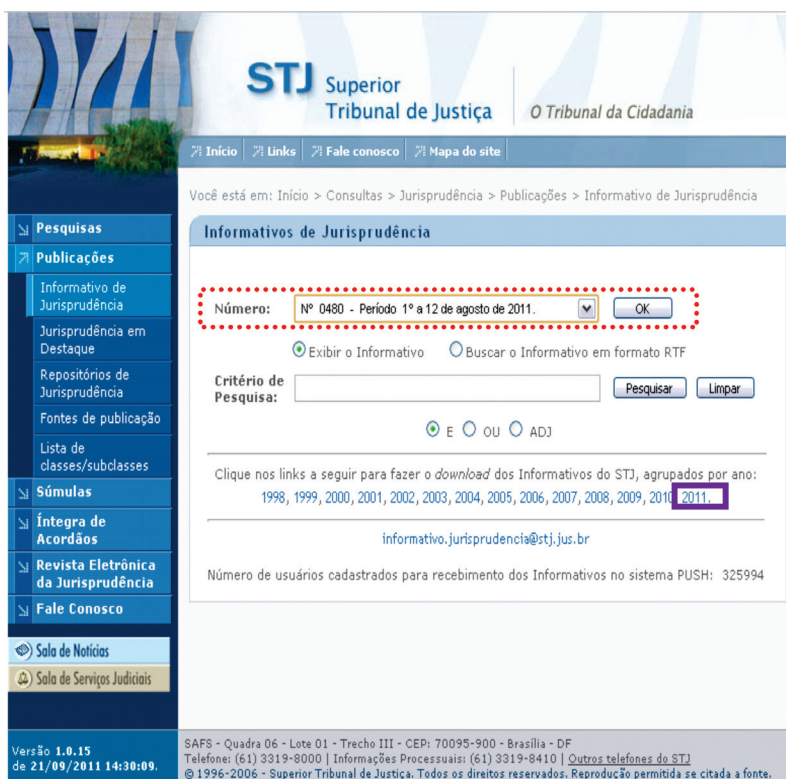 STJ Superior
Tribunal de Justiça
O Tribunal da Cidadania
Início Links Fale conosco Mapa do site
Você está em: Início > Consultas > Jurisprudência > Publicações > Informativo de Jurisprudência
Pesquisas
Publicações
Informativo de
Jurisprudência
Jurisprudência em
Destaque
Repositórios de
Jurisprudência
Fontes de publicação
Lista de
classes/subclasses
Súmulas
Íntegra de
Acordãos
Revista Eletrônica
da Jurisprudência
Fale Conosco
Sala de Notícias
Sala de Serviços Judiciais
Versão 1.0.15
de 21/09/2011 14:30:09.
Informativos de Jurisprudência
Número: Nº 0480 - Período 1º a 12 de agosto de 2011. OK
Exibir o Informativo Buscar o Informativo em formato RTF
Critério de
Pesquisa:
Pesquisar Limpar
E OU ADJ
Clique nos links a seguir para fazer o download dos Informativos do STJ, agrupados por ano:
1998, 1999, 2000, 2001, 2002, 2003, 2004, 2005, 2006, 2007, 2008, 2009, 2010, 2011.
informativo.jurisprudencia@stj.jus.br
Número de usuários cadastrados para recebimento dos Informativos no sistema PUSH: 325994
SAFS - Quadra 06 - Lote 01 - Trecho III - CEP: 70095-900 - Brasília - DF
Telefone: (61) 3319-8000 | Informações Processuais: (61) 3319-8410 | Outros telefones do STJ
© 1996-2006 - Superior Tribunal de Justiça. Todos os direitos reservados. Reprodução permitida se citada a fonte.